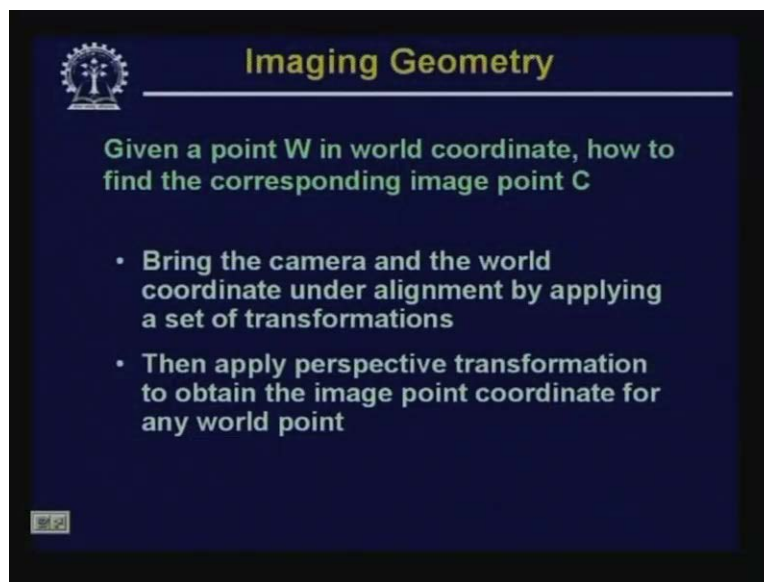 Imaging Geometry
Given a point W in world coordinate, how to
find the corresponding image point C
• Bring the camera and the world
coordinate under alignment by applying
a set of transformations
• Then apply perspective transformation
to obtain the image point coordinate for
any world point